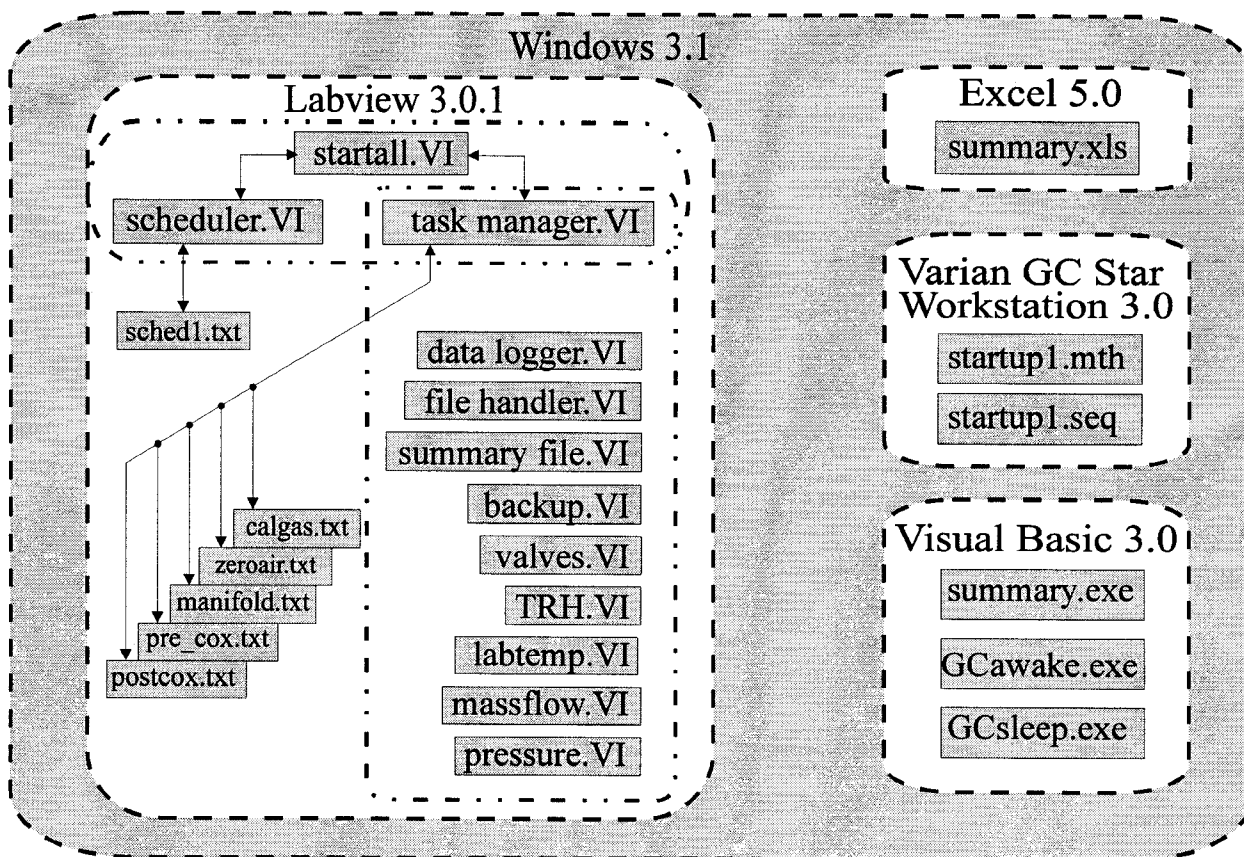 Windows 3.1
Labview 3.0.1
startall.VI
scheduler.VI
task manager.VI
sched1.txt
data logger.VI
file handler.VI
summary file.VI
backup.VI
valves.VI
TRH.VI
labtemp.VI
massflow.VI
pressure.VI
calgas.txt
zeroair.txt
manifold.txt
pre_cox.txt
postcox.txt
Excel 5.0
summary.xls
Varian GC Star
Workstation 3.0
startup1.mth
startup1.seq
Visual Basic 3.0
summary.exe
GCawake.exe
GCsleep.exe